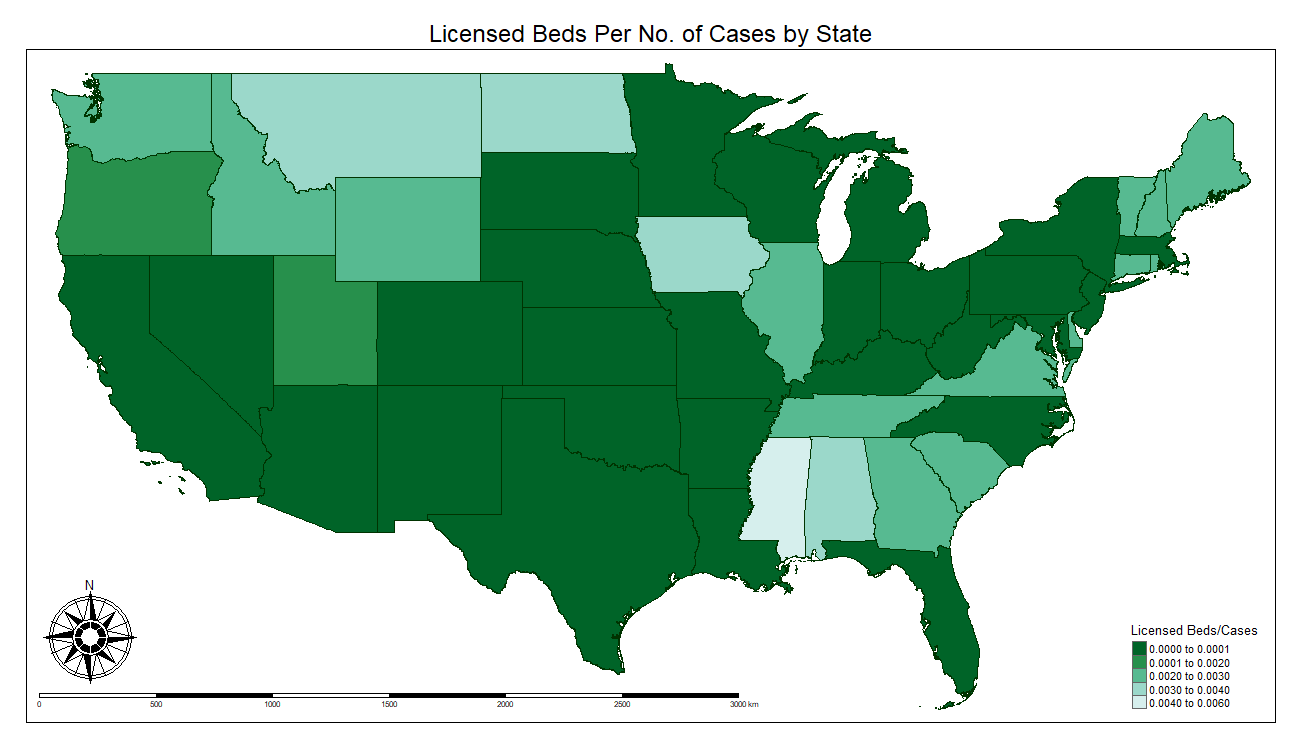 Licensed Beds Per No. of Cases by State
N
Licensed Beds/Cases
0.0000 to 0.0001
0.0001 to 0.0020
0.0020 to 0.0030
0.0030 to 0.0040
0.0040 to 0.0060
0 500 1000 1500 2000 2500 3000 km